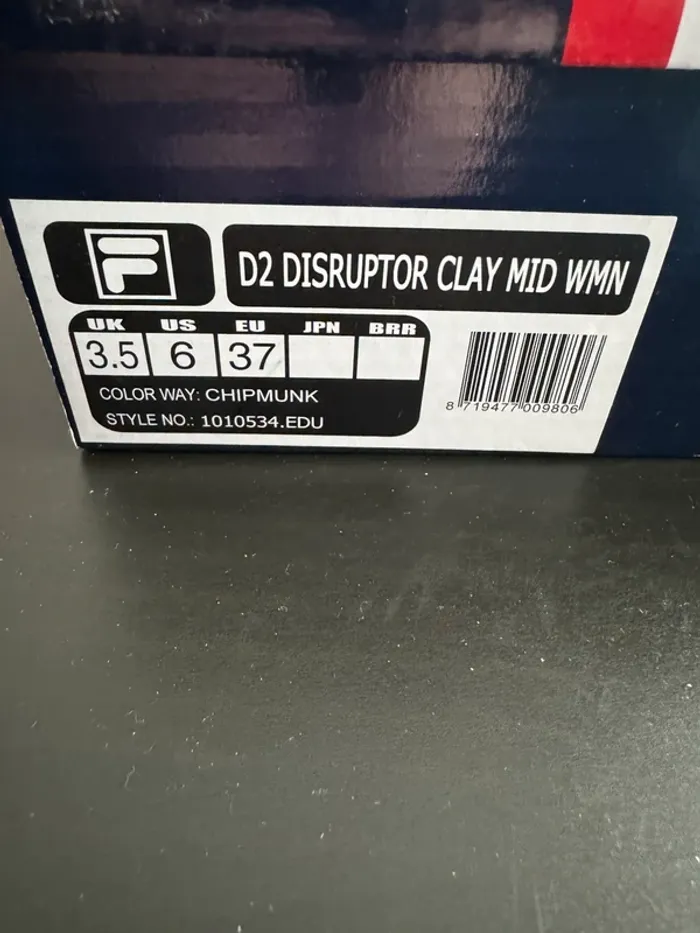 F
D2 DISRUPTOR CLAY MID WMN
UK US EU JPN BRR
3.5 6 37
COLOR WAY: CHIPMUNK
STYLE NO.: 1010534.EDU
8 719477 009806